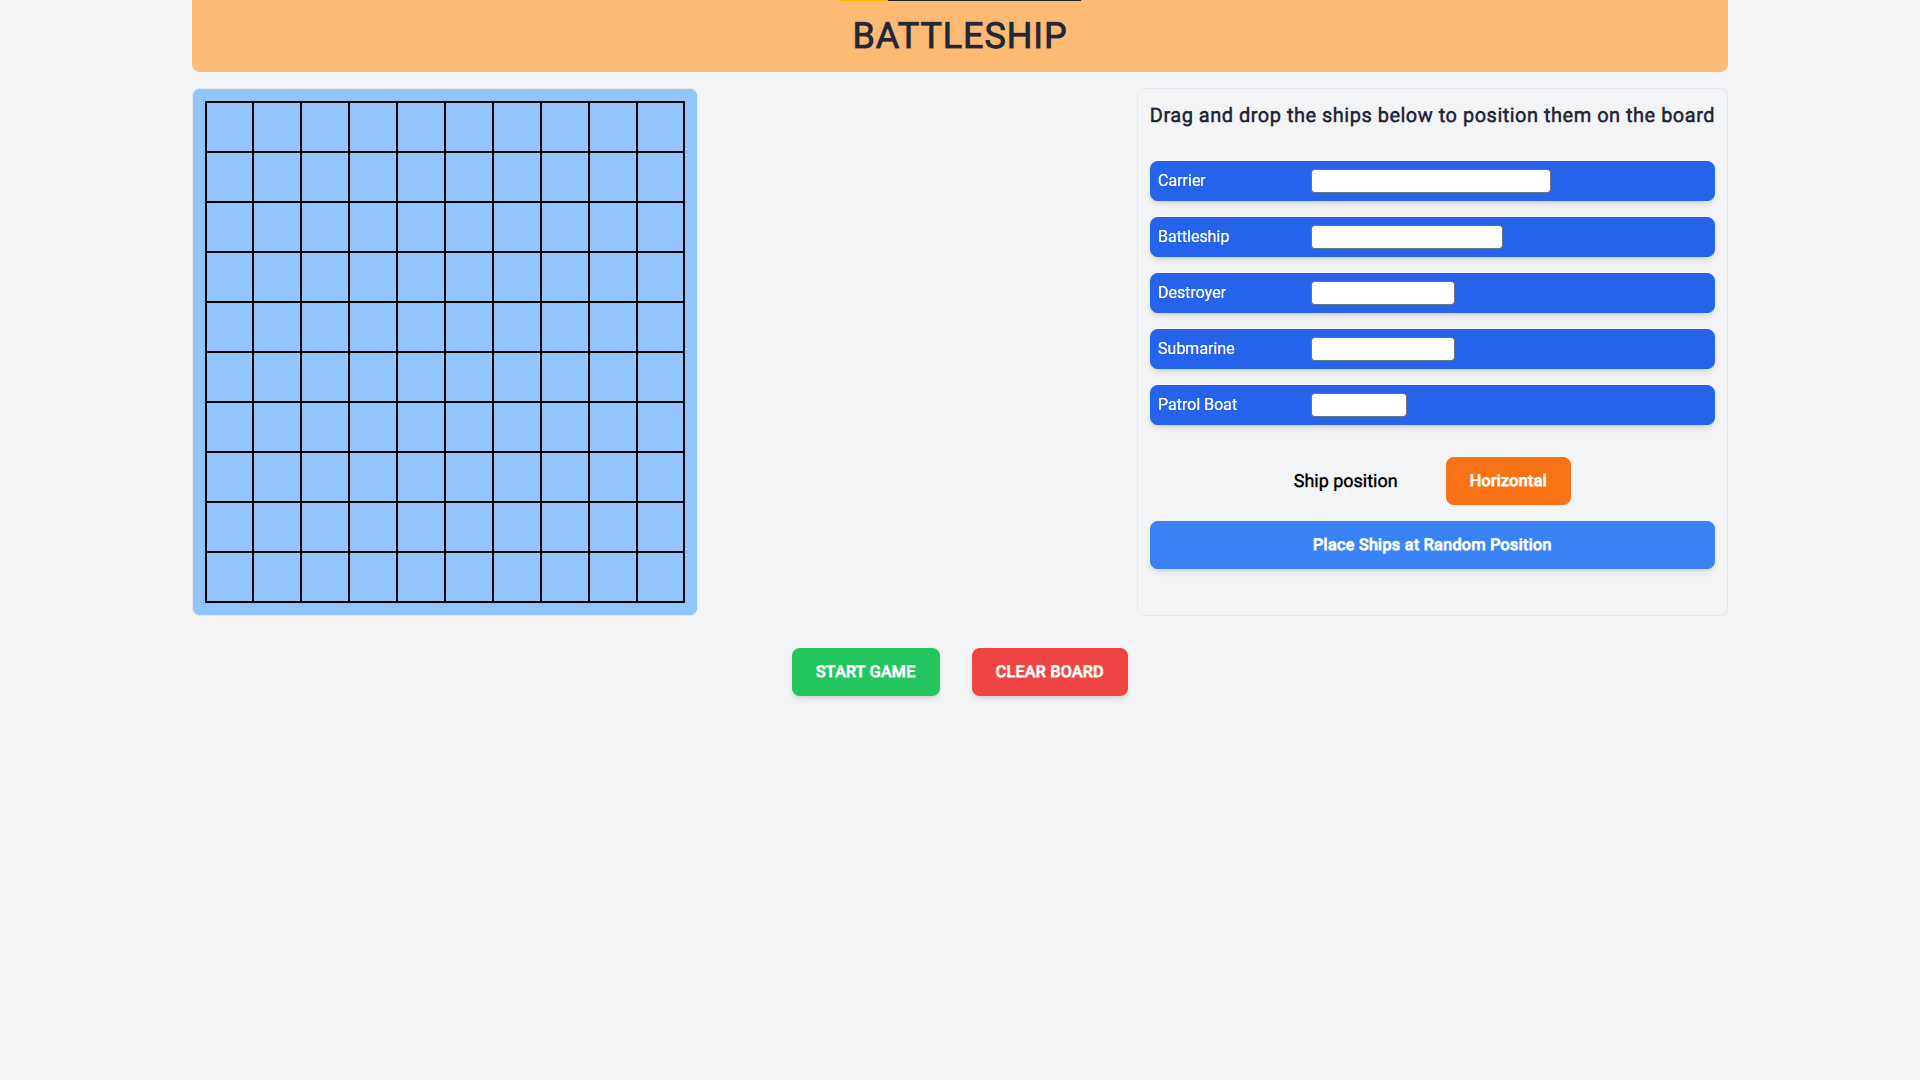 BATTLESHIP
Drag and drop the ships below to position them on the board
Carrier
Battleship
Destroyer
Submarine
Patrol Boat
Ship position
Horizontal
Place Ships at Random Position
START GAME
CLEAR BOARD